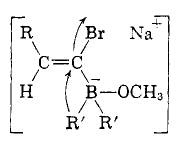 R Br Na+
C=C
H B−—OCH3
R' R'